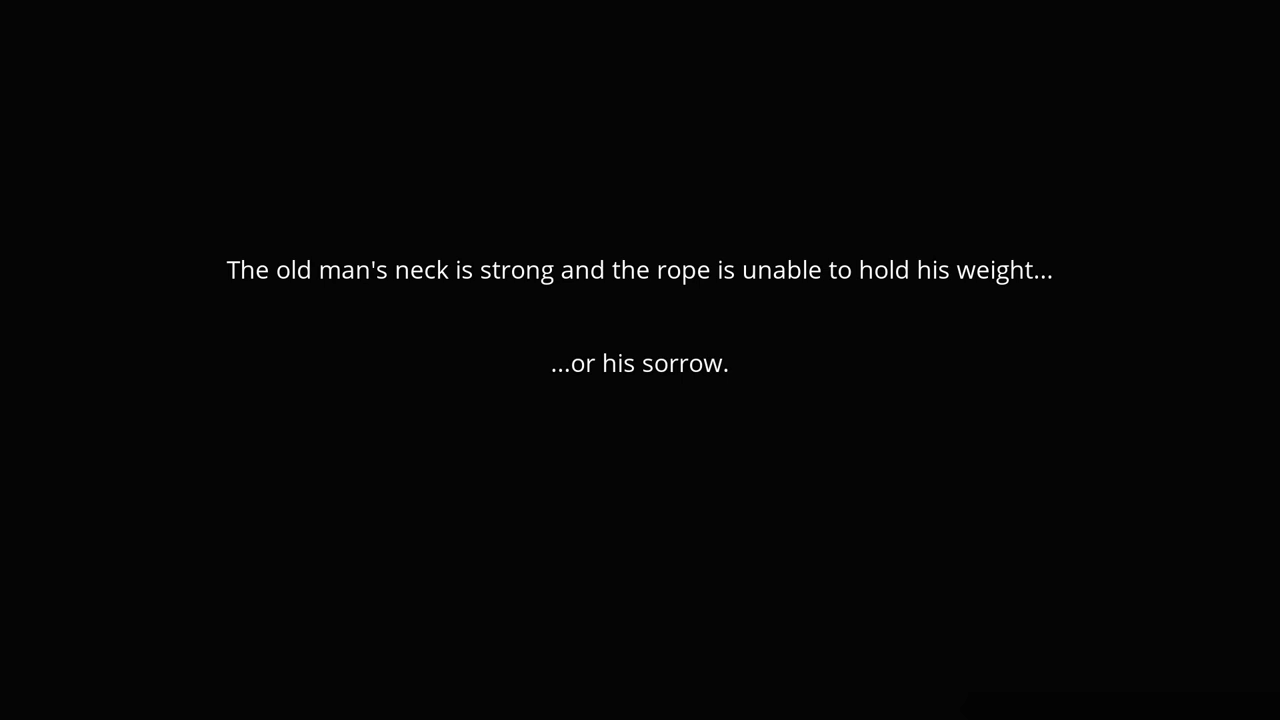 The old man's neck is strong and the rope is unable to hold his weight...
...or his sorrow.